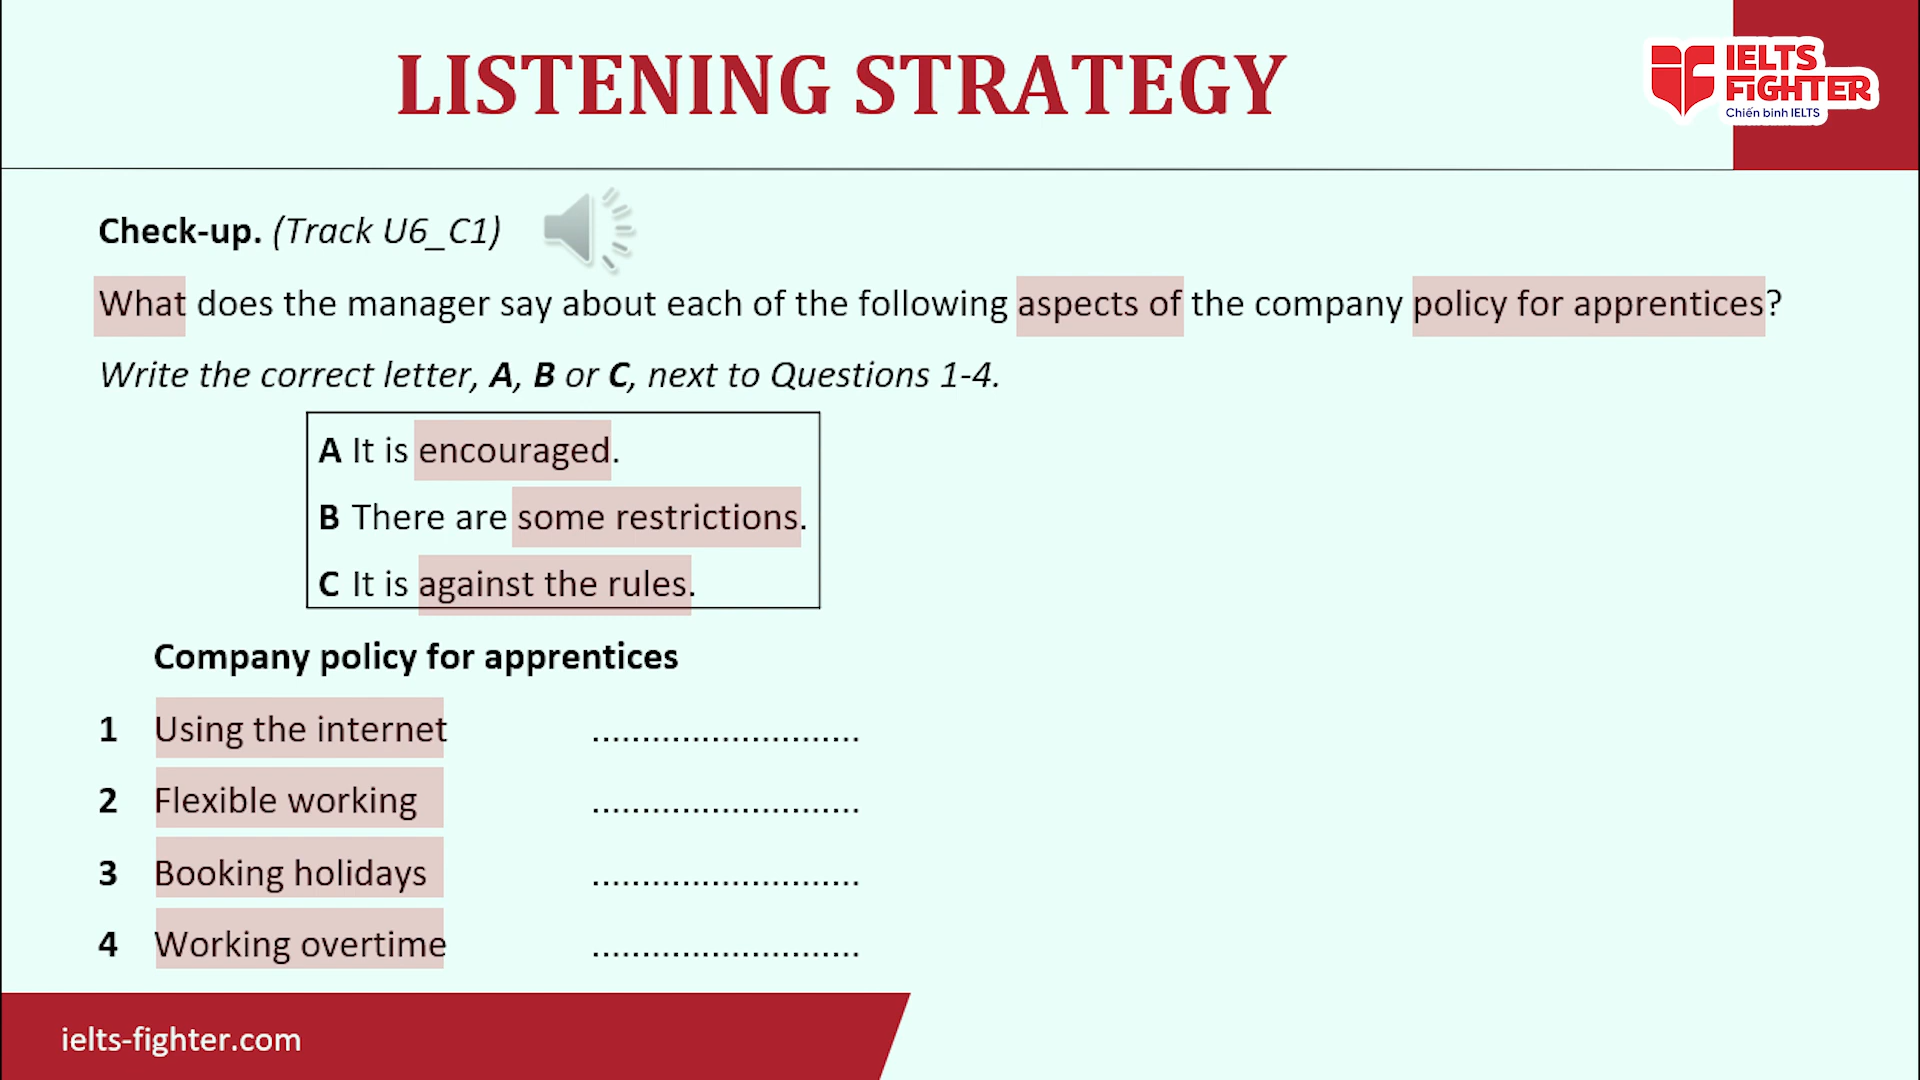 LISTENING STRATEGY
IELTS
FiGHTER
Chiến binh IELTS
Check-up. (Track U6_C1)
What does the manager say about each of the following aspects of the company policy for apprentices?
Write the correct letter, A, B or C, next to Questions 1-4.
A It is encouraged.
B There are some restrictions.
C It is against the rules.
Company policy for apprentices
1 Using the internet ...........................
2 Flexible working ...........................
3 Booking holidays ...........................
4 Working overtime ...........................
ielts-fighter.com